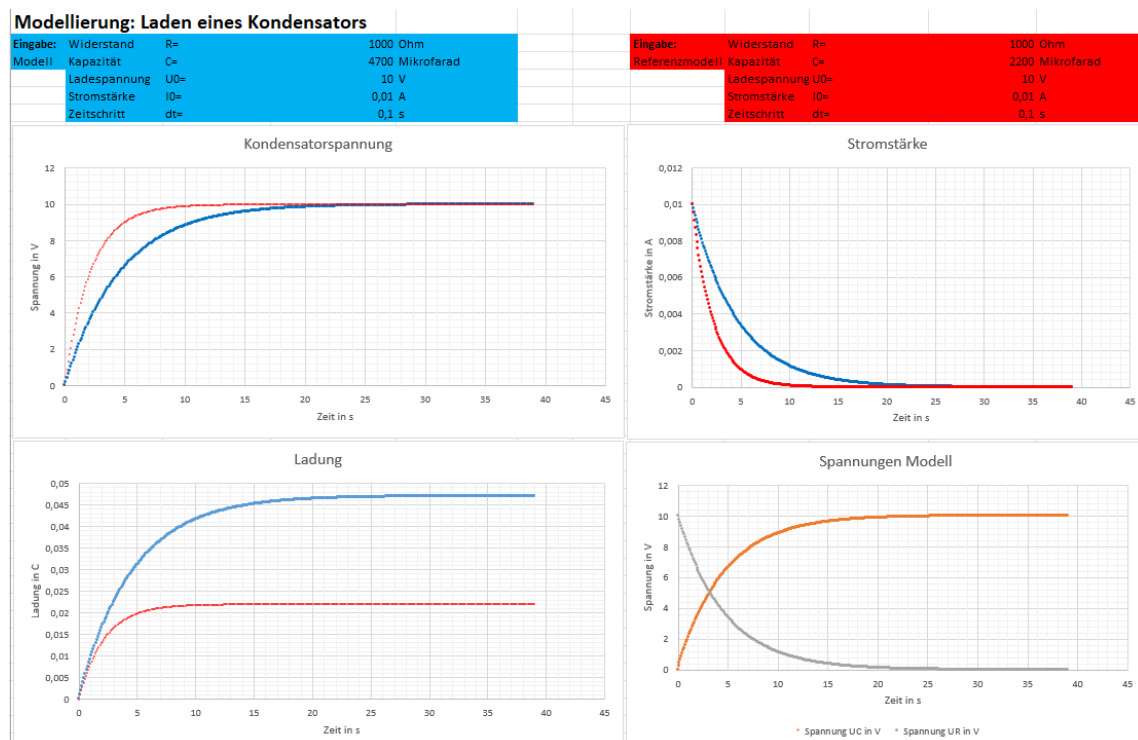 Modellierung: Laden eines Kondensators
Eingabe: Widerstand R= 1000 Ohm
Modell Kapazität C= 4700 Mikrofarad
Ladespannung U0= 10 V
Stromstärke I0= 0,01 A
Zeitschritt dt= 0,1 s
Eingabe: Widerstand R= 1000 Ohm
Referenzmodell Kapazität C= 2200 Mikrofarad
Ladespannung U0= 10 V
Stromstärke I0= 0,01 A
Zeitschritt dt= 0,1 s
Kondensatorspannung
Spannung in V
12
10
8
6
4
2
0
0 5 10 15 20 25 30 35 40 45
Zeit in s
Stromstärke
Stromstärke in A
0,012
0,01
0,008
0,006
0,004
0,002
0
0 5 10 15 20 25 30 35 40 45
Zeit in s
Ladung
Ladung in C
0,05
0,045
0,04
0,035
0,03
0,025
0,02
0,015
0,01
0,005
0
0 5 10 15 20 25 30 35 40 45
Zeit in s
Spannungen Modell
Spannung in V
12
10
8
6
4
2
0
0 5 10 15 20 25 30 35 40 45
Zeit in s
Spannung UC in V Spannung UR in V